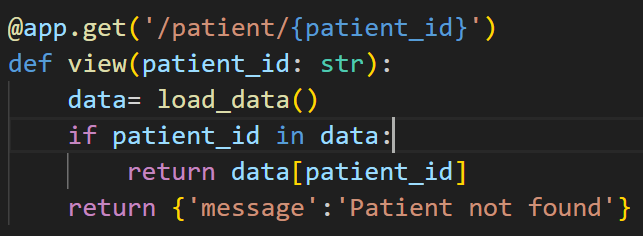 @app.get('/patient/{patient_id}')
def view(patient_id: str):
    data= load_data()
    if patient_id in data:
        return data[patient_id]
    return {'message':'Patient not found'}